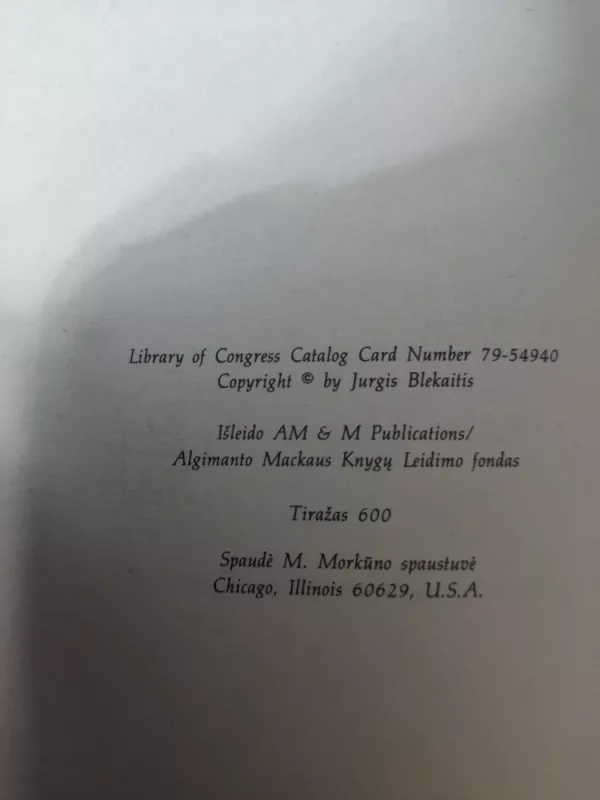 Library of Congress Catalog Card Number 79-54940
Copyright © by Jurgis Blekaitis
Išleido AM & M Publications/
Algimanto Mackaus Knygų Leidimo fondas
Tiražas 600
Spaudė M. Morkūno spaustuvė
Chicago, Illinois 60629, U.S.A.